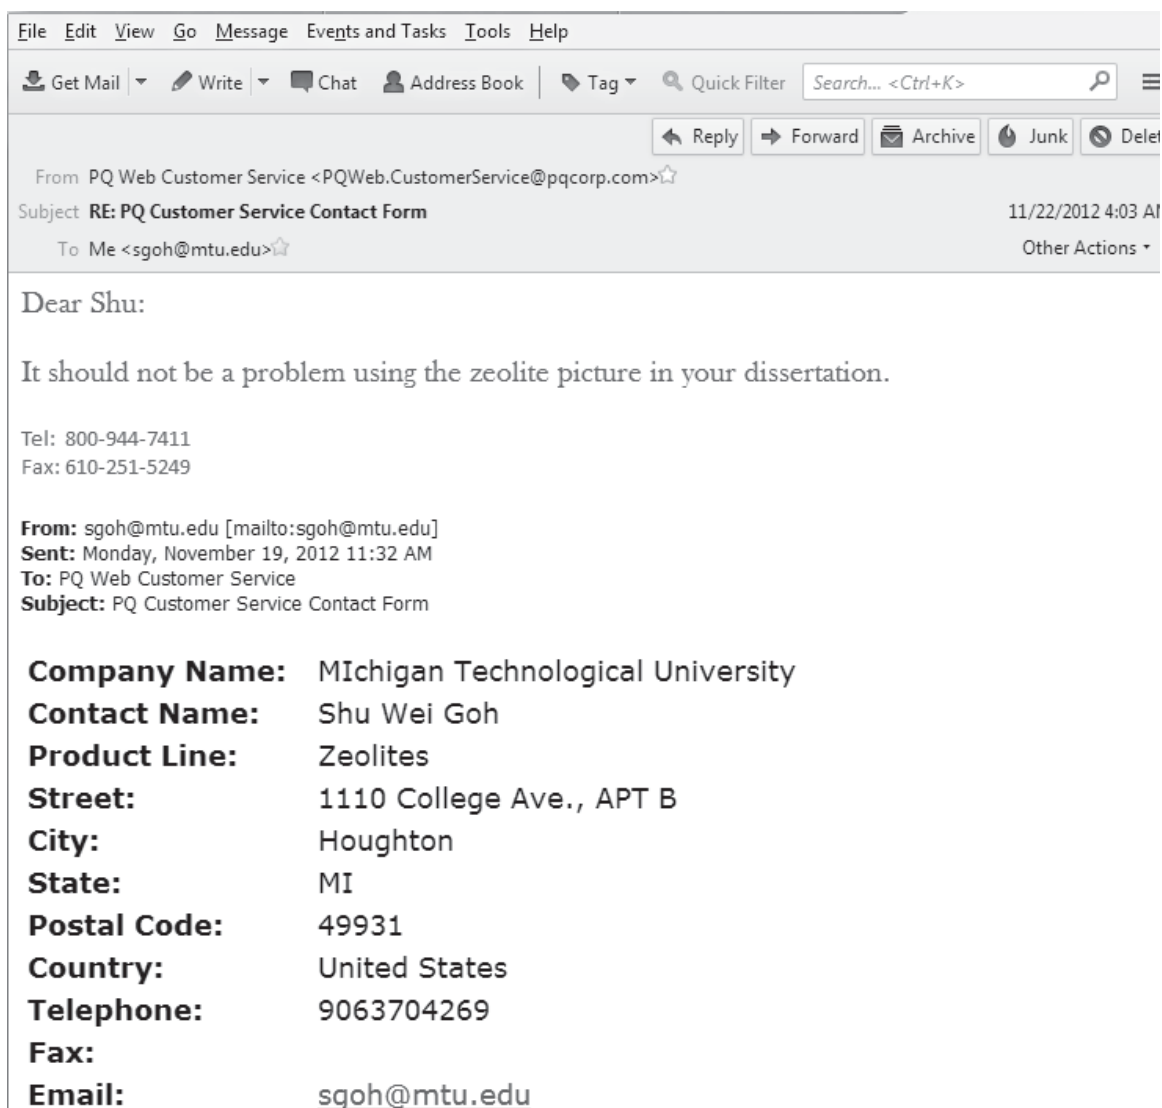 File Edit View Go Message Events and Tasks Tools Help
Get Mail Write Chat Address Book Tag Quick Filter Search... <Ctrl+K>
Reply Forward Archive Junk Delet
From PQ Web Customer Service <PQWeb.CustomerService@pqcorp.com>
Subject RE: PQ Customer Service Contact Form 11/22/2012 4:03 AM
To Me <sgoh@mtu.edu> Other Actions
Dear Shu:
It should not be a problem using the zeolite picture in your dissertation.
Tel: 800-944-7411
Fax: 610-251-5249
From: sgoh@mtu.edu [mailto:sgoh@mtu.edu]
Sent: Monday, November 19, 2012 11:32 AM
To: PQ Web Customer Service
Subject: PQ Customer Service Contact Form
Company Name: MIchigan Technological University
Contact Name: Shu Wei Goh
Product Line: Zeolites
Street: 1110 College Ave., APT B
City: Houghton
State: MI
Postal Code: 49931
Country: United States
Telephone: 9063704269
Fax:
Email: sgoh@mtu.edu